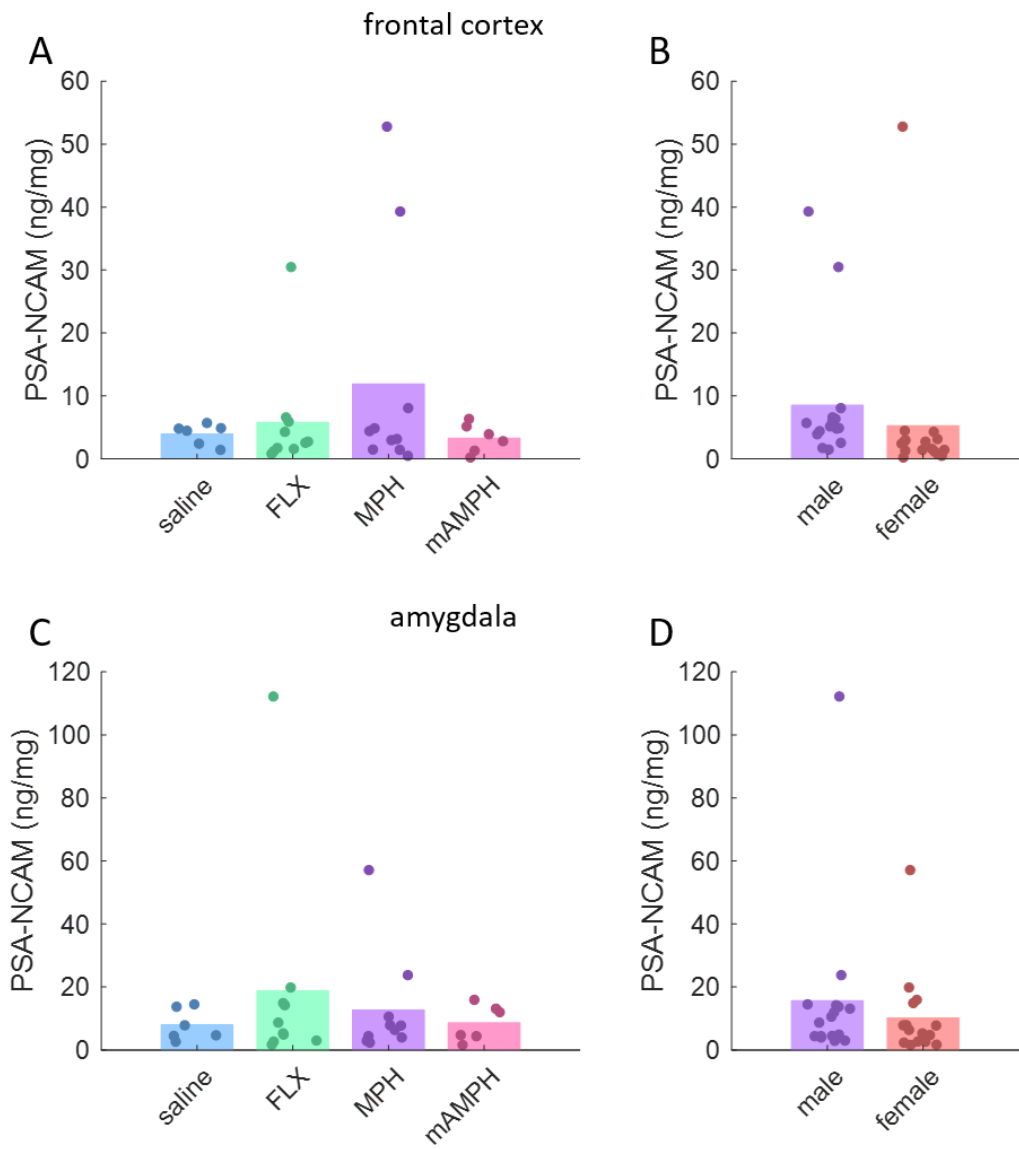 frontal cortex
A
B
60
50
40
30
20
10
0
PSA-NCAM (ng/mg)
saline
FLX
MPH
mAMPH
60
50
40
30
20
10
0
PSA-NCAM (ng/mg)
male
female
amygdala
C
D
120
100
80
60
40
20
0
PSA-NCAM (ng/mg)
saline
FLX
MPH
mAMPH
120
100
80
60
40
20
0
PSA-NCAM (ng/mg)
male
female